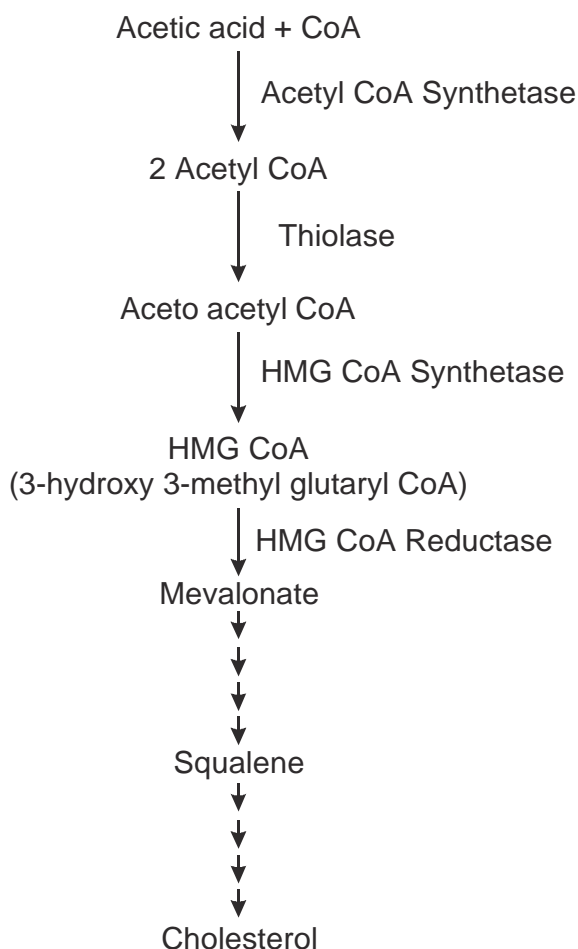 Acetic acid + CoA
Acetyl CoA Synthetase
2 Acetyl CoA
Thiolase
Aceto acetyl CoA
HMG CoA Synthetase
HMG CoA
(3-hydroxy 3-methyl glutaryl CoA)
HMG CoA Reductase
Mevalonate
Squalene
Cholesterol